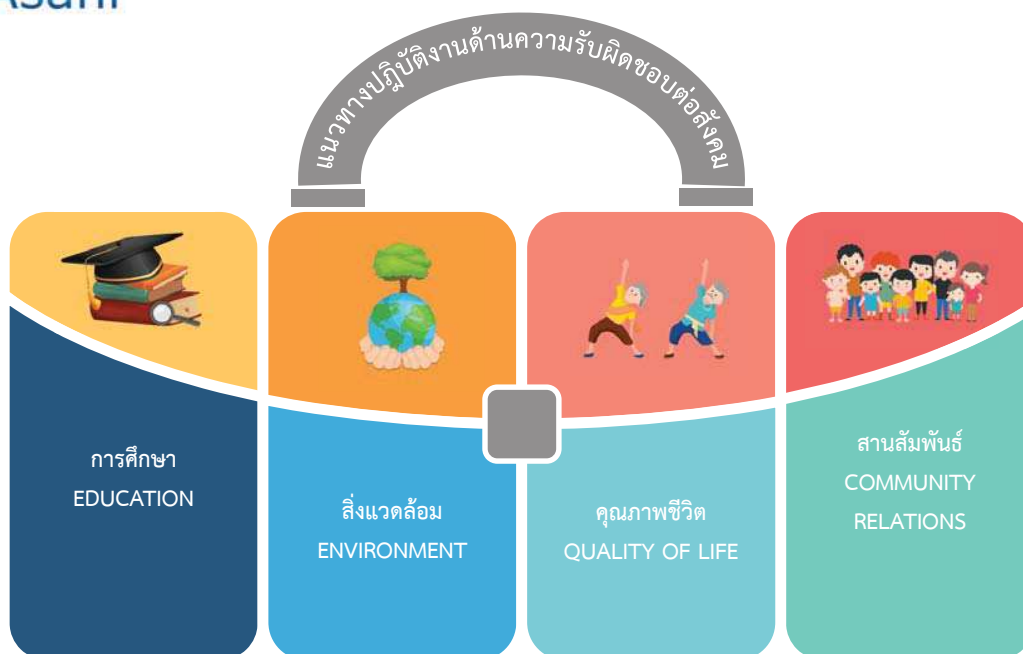 แนวทางปฏิบัติงานด้านความรับผิดชอบต่อสังคม
การศึกษา
EDUCATION
สิ่งแวดล้อม
ENVIRONMENT
คุณภาพชีวิต
QUALITY OF LIFE
สานสัมพันธ์
COMMUNITY
RELATIONS